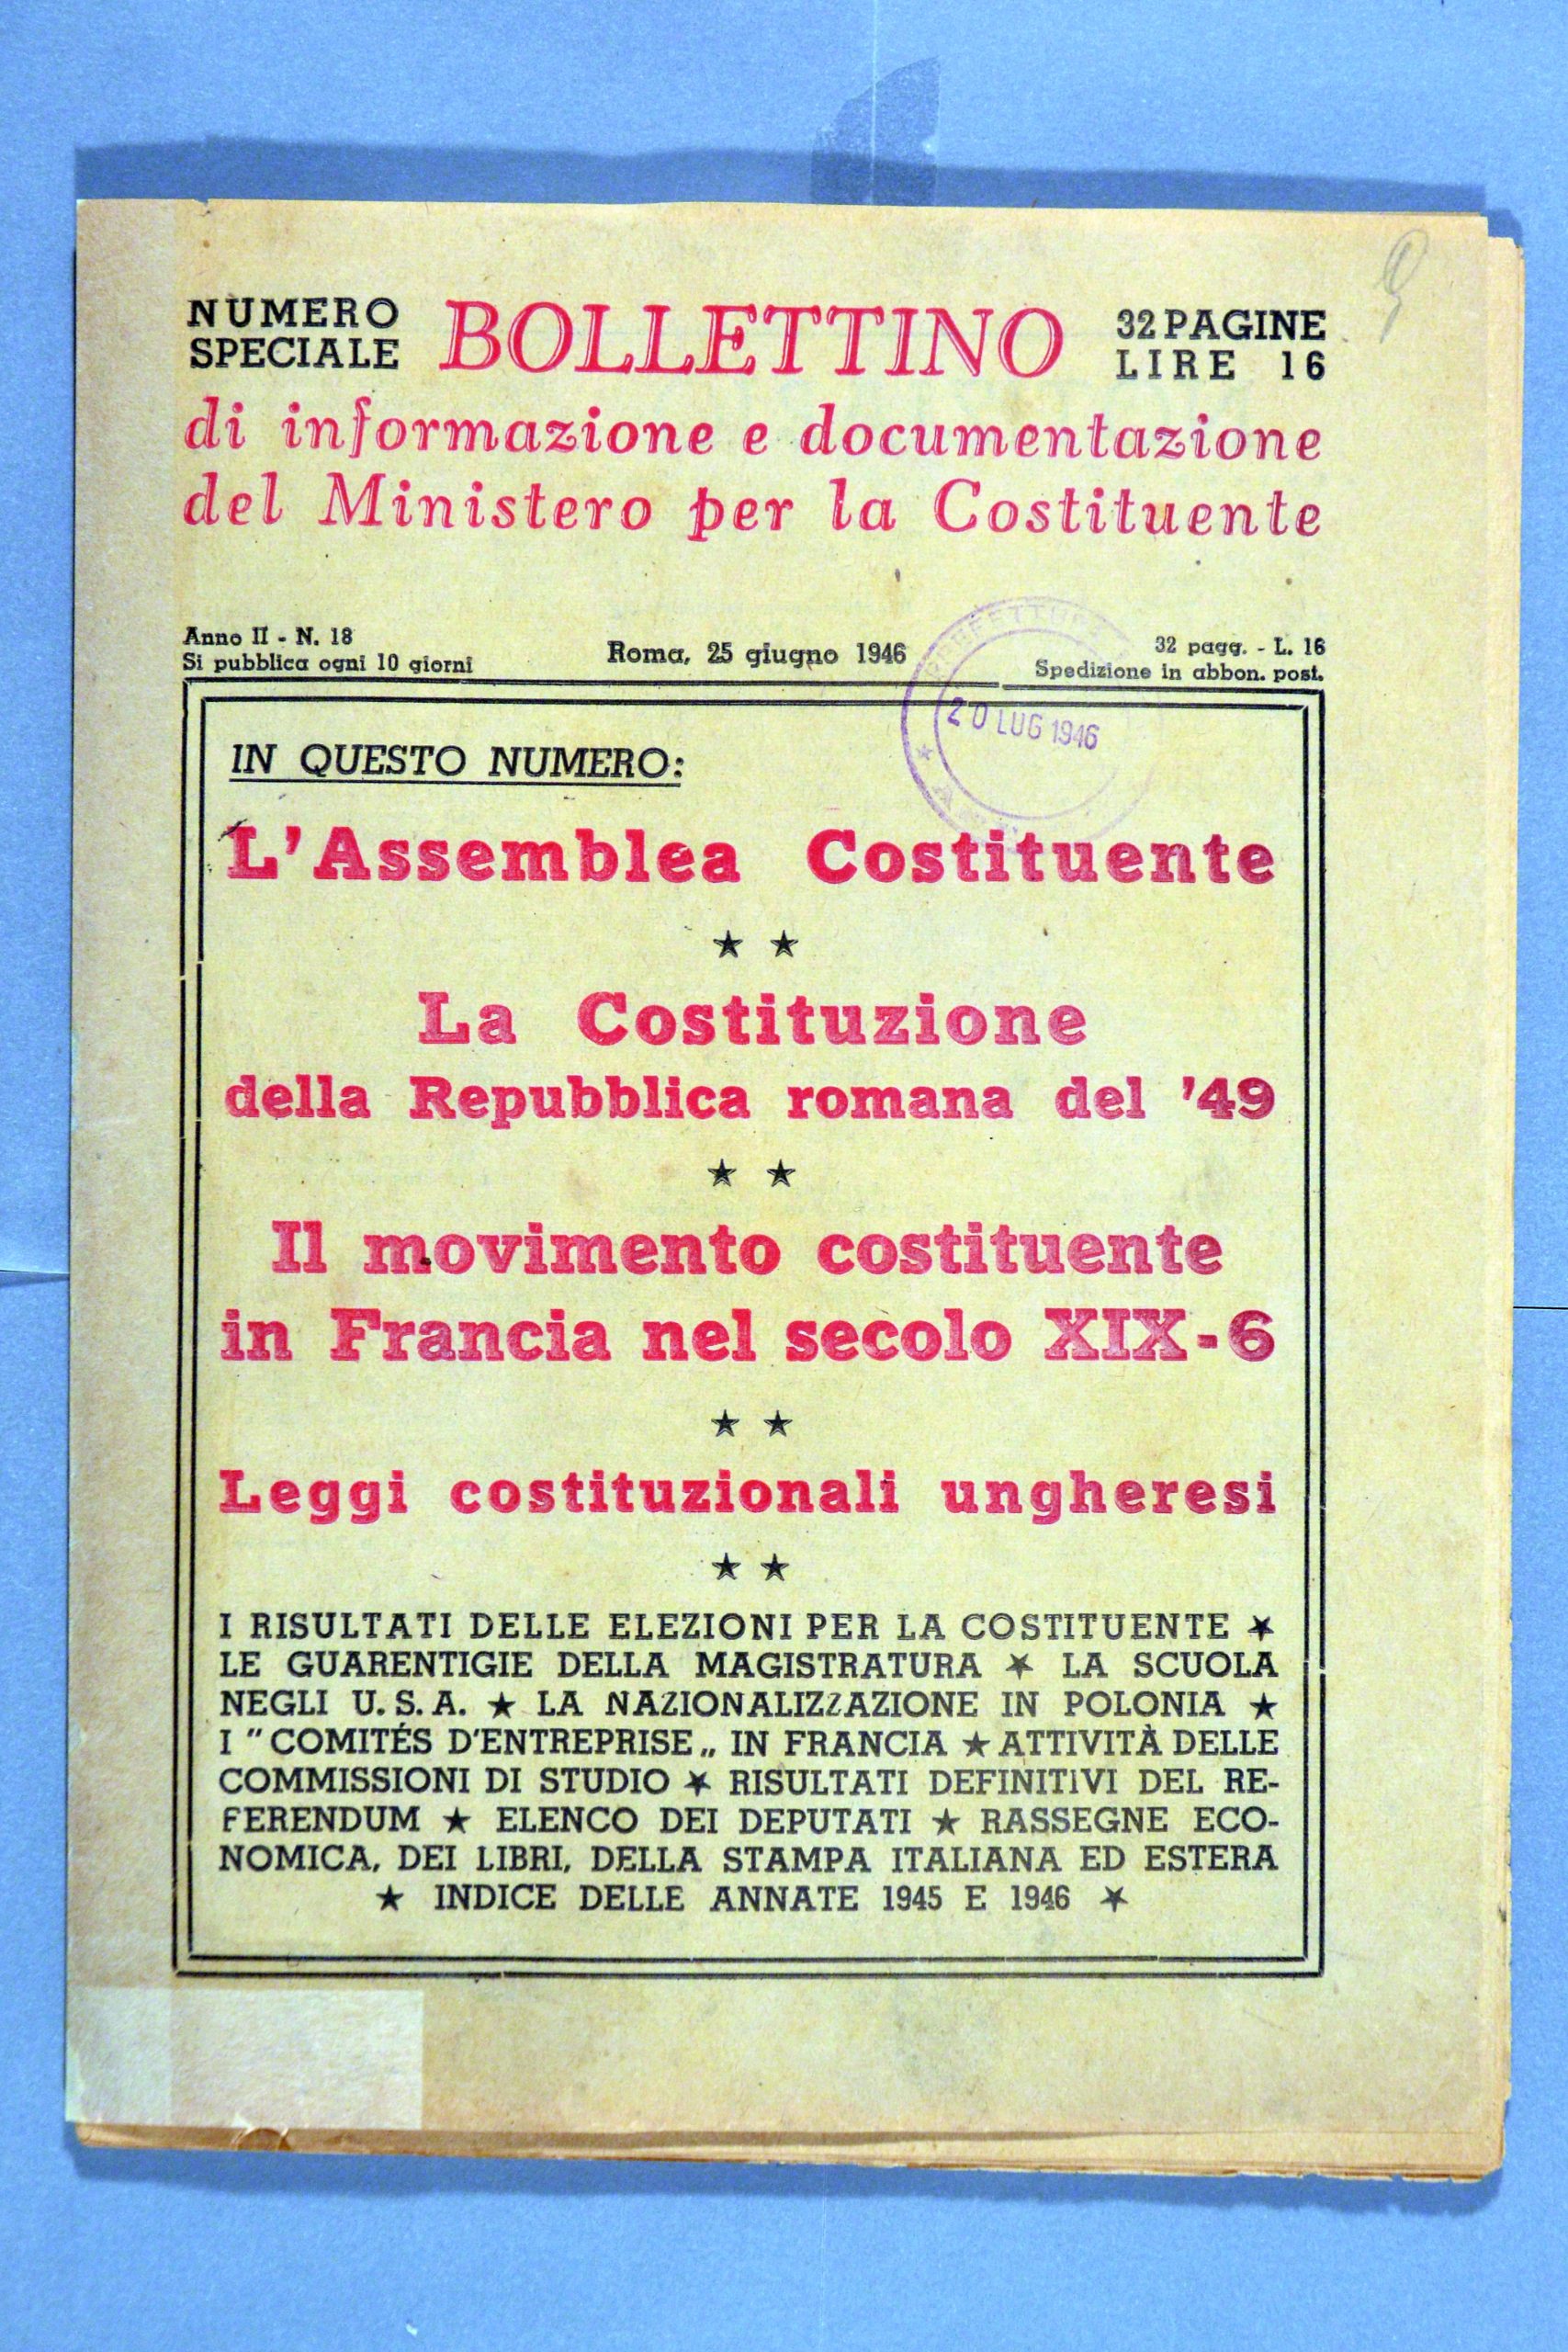 NUMERO
SPECIALE
BOLLETTINO
32 PAGINE
LIRE 16
di informazione e documentazione
del Ministero per la Costituente
Anno II - N. 18
Si pubblica ogni 10 giorni
Roma, 25 giugno 1946
32 pagg. - L. 16
Spedizione in abbon. post.
PREFETTURA
20 LUG 1946
IN QUESTO NUMERO:
L'Assemblea Costituente
★ ★
La Costituzione
della Repubblica romana del '49
★ ★
Il movimento costituente
in Francia nel secolo XIX-6
★ ★
Leggi costituzionali ungheresi
★ ★
I RISULTATI DELLE ELEZIONI PER LA COSTITUENTE ★
LE GUARENTIGIE DELLA MAGISTRATURA ★ LA SCUOLA
NEGLI U.S.A. ★ LA NAZIONALIZZAZIONE IN POLONIA ★
I "COMITÉS D'ENTREPRISE„ IN FRANCIA ★ ATTIVITÀ DELLE
COMMISSIONI DI STUDIO ★ RISULTATI DEFINITIVI DEL RE-
FERENDUM ★ ELENCO DEI DEPUTATI ★ RASSEGNE ECO-
NOMICA, DEI LIBRI, DELLA STAMPA ITALIANA ED ESTERA
★ INDICE DELLE ANNATE 1945 E 1946 ★